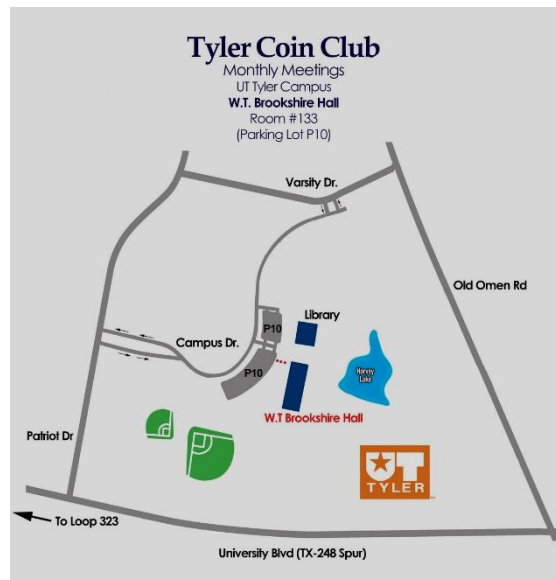 Tyler Coin Club
Monthly Meetings
UT Tyler Campus
W.T. Brookshire Hall
Room #133
(Parking Lot P10)
Varsity Dr.
Old Omen Rd
Library
P10
Campus Dr.
Harvey
Lake
P10
W.T Brookshire Hall
Patriot Dr
UT
TYLER
To Loop 323
University Blvd (TX-248 Spur)